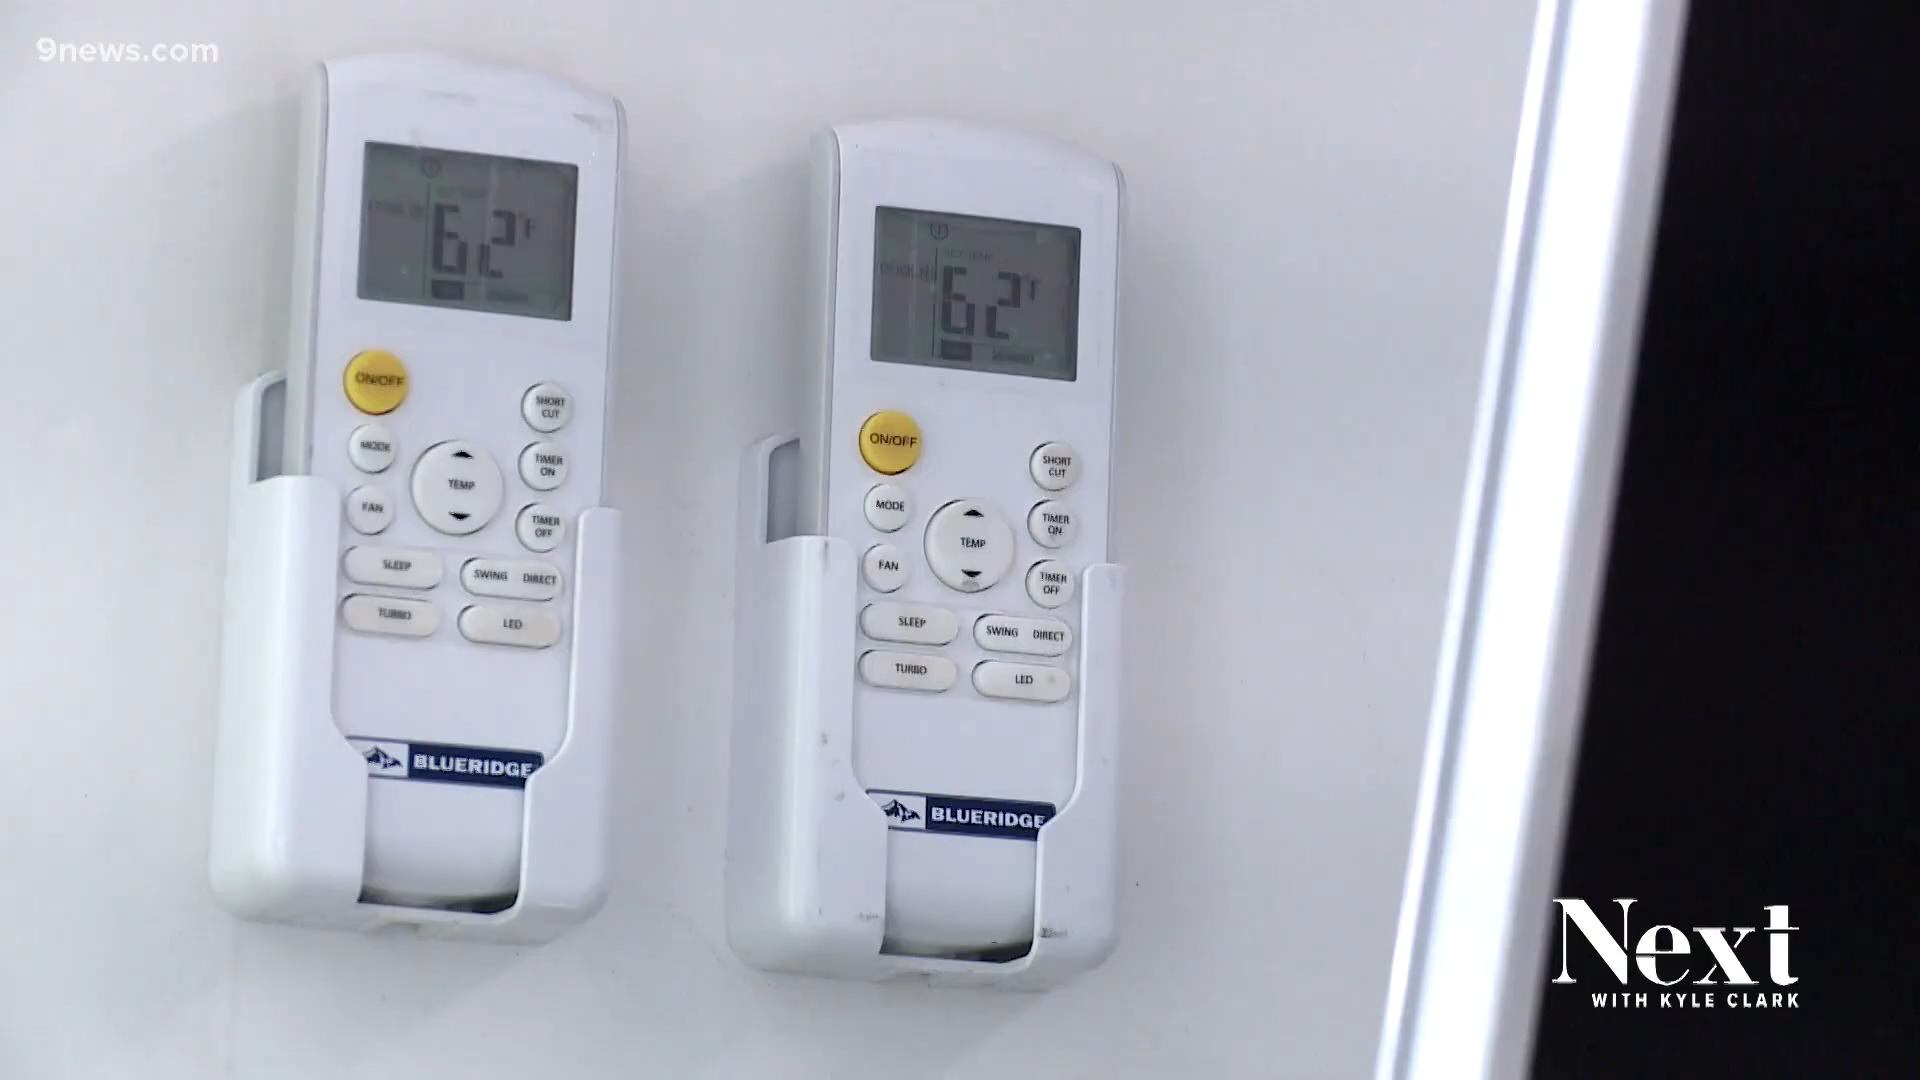 9news.com
62°F
ON/OFF
SHORT
CUT
MODE
TEMP
TIMER
ON
FAN
TIMER
OFF
SLEEP
SWING DIRECT
TURBO
LED
BLUERIDGE
62°F
ON/OFF
SHORT
CUT
MODE
TEMP
TIMER
ON
FAN
TIMER
OFF
SLEEP
SWING DIRECT
TURBO
LED
BLUERIDGE
Next
WITH KYLE CLARK